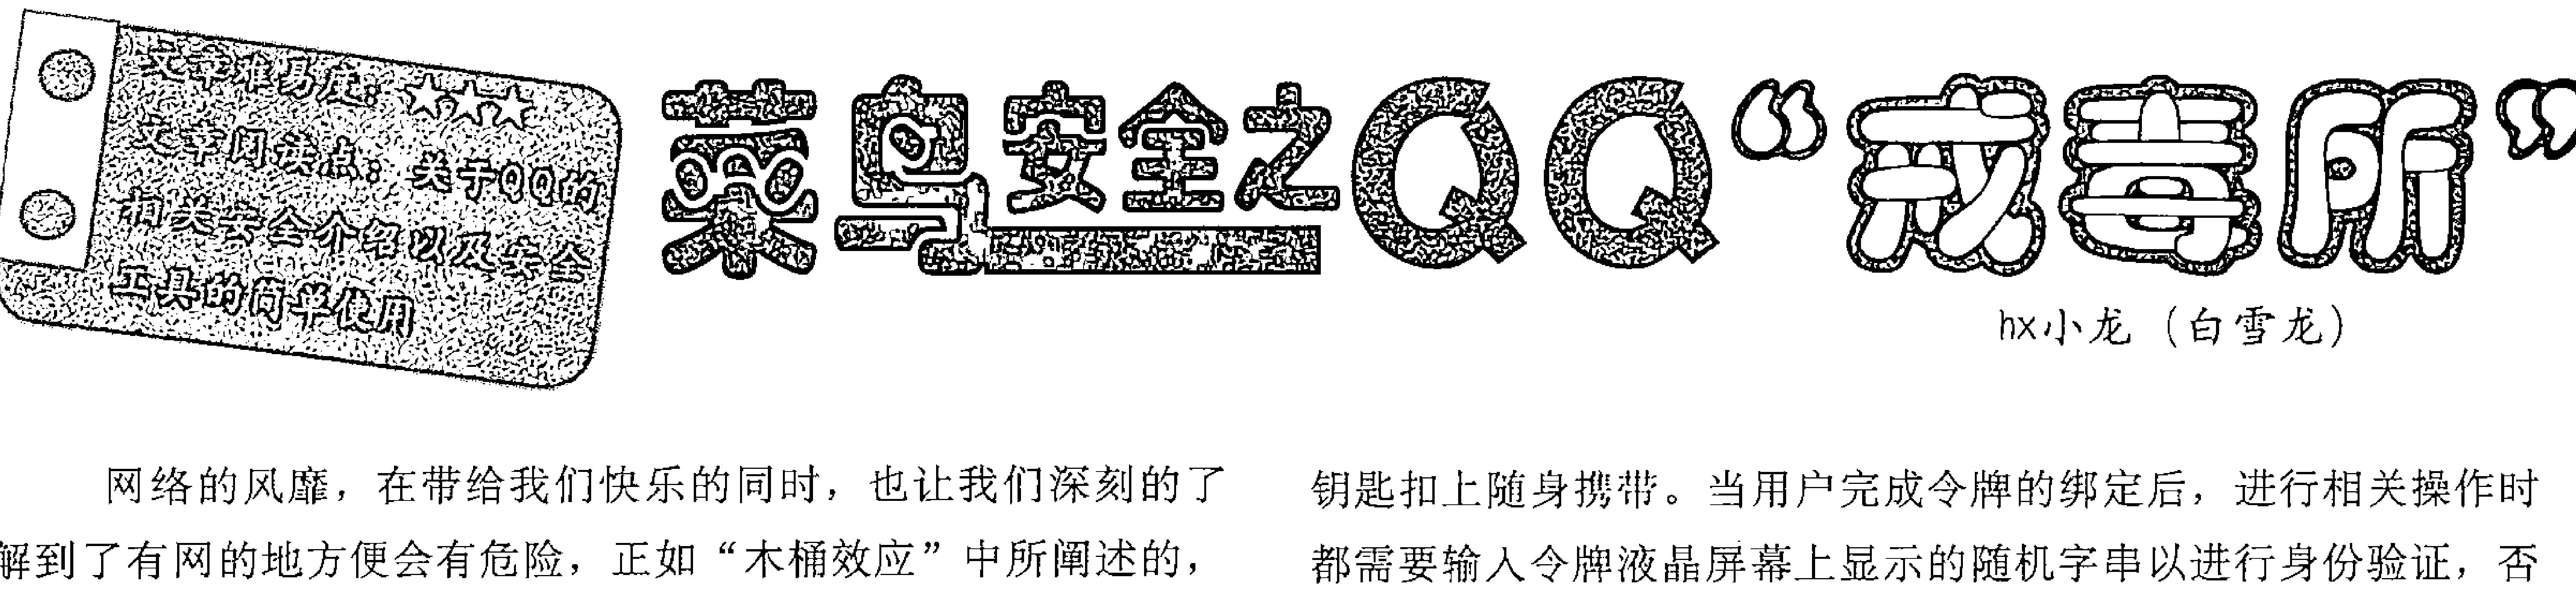 文章难易度：★★★
文章阅读点：关于QQ的
相关安全介绍以及安全
工具的简单使用
菜鸟安全之QQ“戒毒所”
hx小龙（白雪龙）
网络的风靡，在带给我们快乐的同时，也让我们深刻的了
解到了有网的地方便会有危险，正如“木桶效应”中所阐述的，
钥匙扣上随身携带。当用户完成令牌的绑定后，进行相关操作时
都需要输入令牌液晶屏幕上显示的随机字串以进行身份验证，否